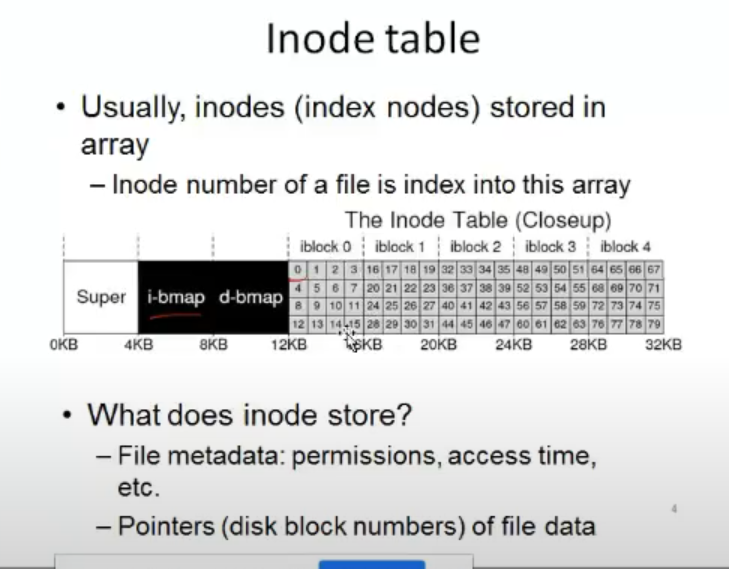 Inode table
• Usually, inodes (index nodes) stored in
array
– Inode number of a file is index into this array
The Inode Table (Closeup)
iblock 0 iblock 1 iblock 2 iblock 3 iblock 4
0 1 2 3 16 17 18 19 32 33 34 35 48 49 50 51 64 65 66 67
Super i-bmap d-bmap 4 5 6 7 20 21 22 23 36 37 38 39 52 53 54 55 68 69 70 71
8 9 10 11 24 25 26 27 40 41 42 43 56 57 58 59 72 73 74 75
12 13 14 15 28 29 30 31 44 45 46 47 60 61 62 63 76 77 78 79
0KB 4KB 8KB 12KB 16KB 20KB 24KB 28KB 32KB
• What does inode store?
– File metadata: permissions, access time,
etc.
– Pointers (disk block numbers) of file data
4